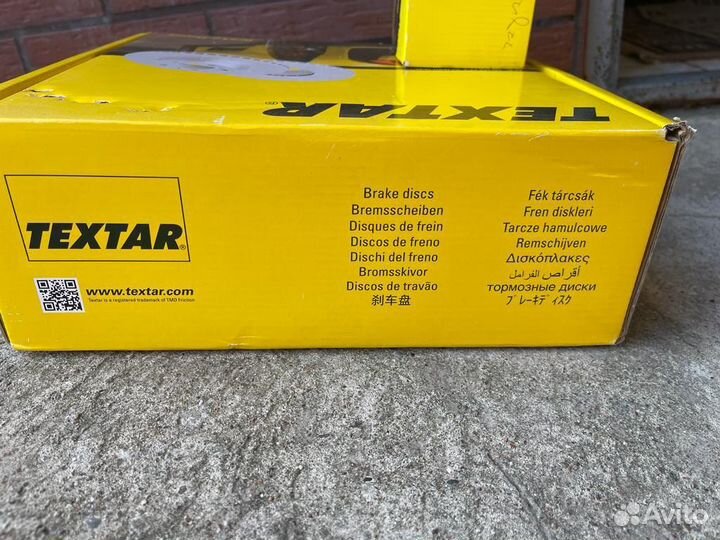 TEXTAR®
TEXTAR®
www.textar.com
Textar is a registered trademark of TMD Friction
Brake discs
Bremsscheiben
Disques de frein
Discos de freno
Dischi del freno
Bromsskivor
Discos de travão
刹车盘
Fék tárcsák
Fren diskleri
Tarcze hamulcowe
Remschijven
Δισκόπλακες
أقراص الفرامل
тормозные диски
ブレーキディスク
Avito